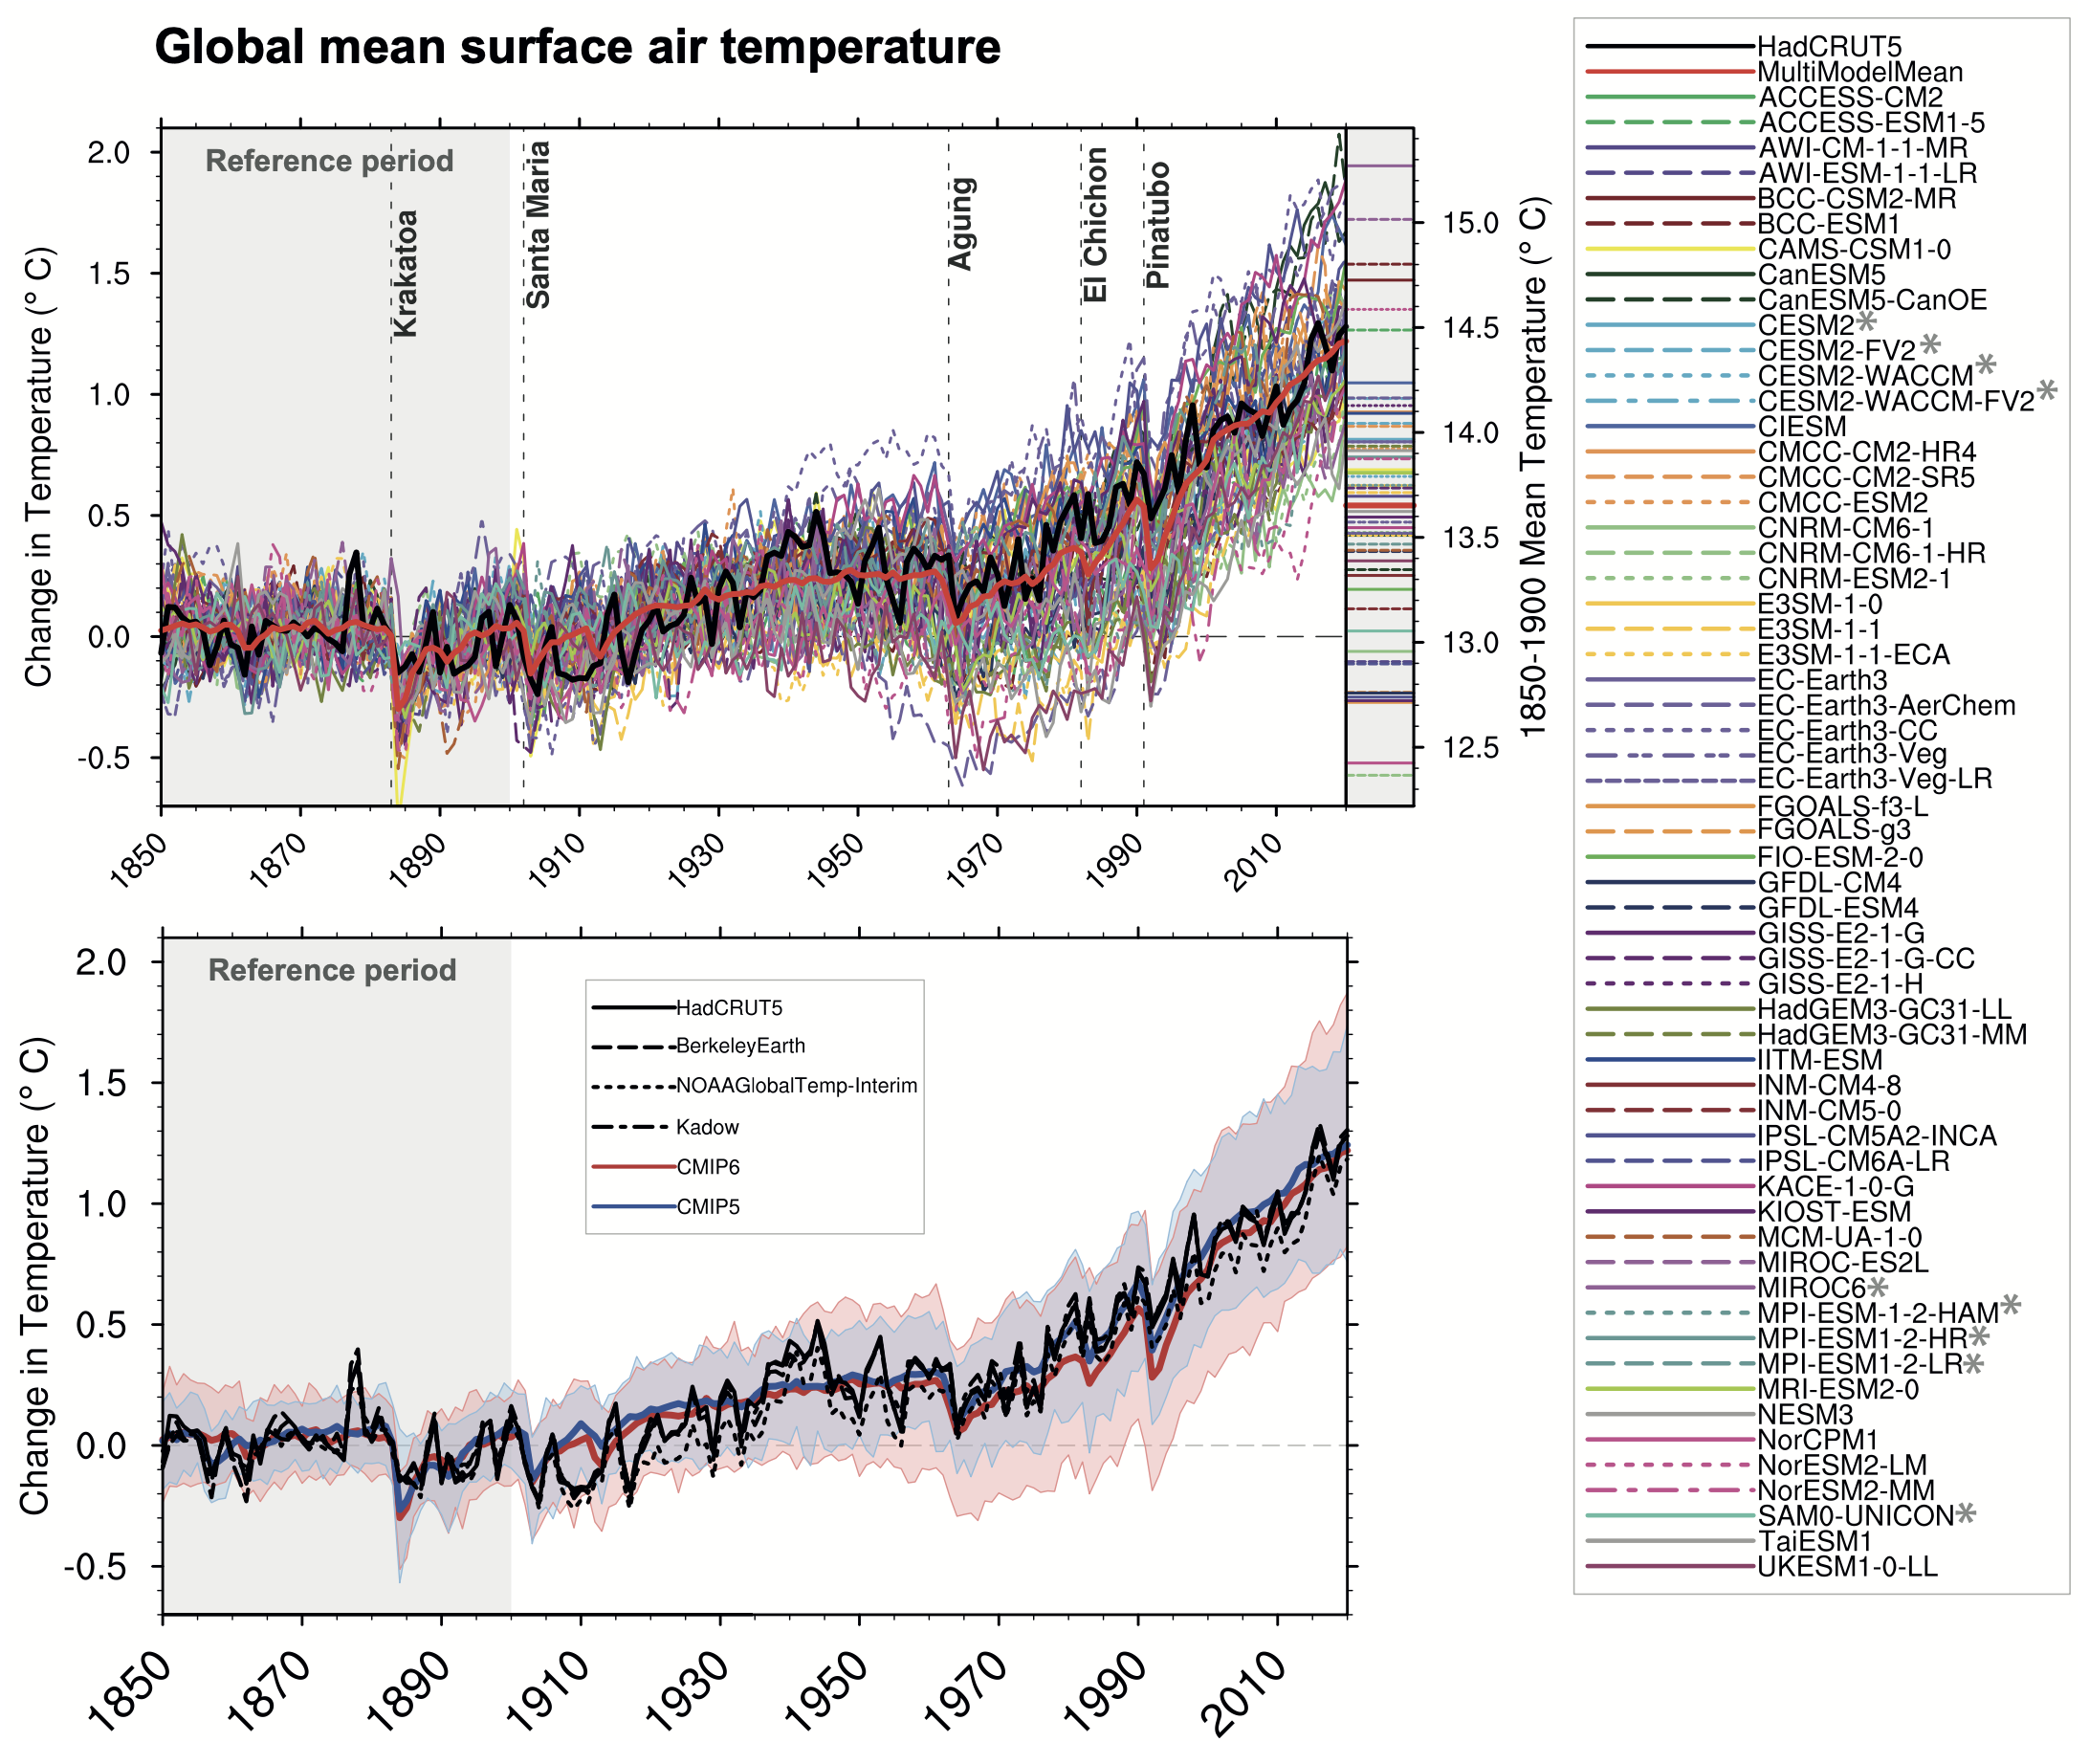 Global mean surface air temperature
Change in Temperature (° C)
2.0
1.5
1.0
0.5
0.0
-0.5
Reference period
Krakatoa
Santa Maria
Agung
El Chichon
Pinatubo
15.0
14.5
14.0
13.5
13.0
12.5
1850-1900 Mean Temperature (° C)
1850
1870
1890
1910
1930
1950
1970
1990
2010
Change in Temperature (° C)
2.0
1.5
1.0
0.5
0.0
-0.5
Reference period
HadCRUT5
BerkeleyEarth
NOAAGlobalTemp-Interim
Kadow
CMIP6
CMIP5
1850
1870
1890
1910
1930
1950
1970
1990
2010
HadCRUT5
MultiModelMean
ACCESS-CM2
ACCESS-ESM1-5
AWI-CM-1-1-MR
AWI-ESM-1-1-LR
BCC-CSM2-MR
BCC-ESM1
CAMS-CSM1-0
CanESM5
CanESM5-CanOE
CESM2*
CESM2-FV2*
CESM2-WACCM*
CESM2-WACCM-FV2*
CIESM
CMCC-CM2-HR4
CMCC-CM2-SR5
CMCC-ESM2
CNRM-CM6-1
CNRM-CM6-1-HR
CNRM-ESM2-1
E3SM-1-0
E3SM-1-1
E3SM-1-1-ECA
EC-Earth3
EC-Earth3-AerChem
EC-Earth3-CC
EC-Earth3-Veg
EC-Earth3-Veg-LR
FGOALS-f3-L
FGOALS-g3
FIO-ESM-2-0
GFDL-CM4
GFDL-ESM4
GISS-E2-1-G
GISS-E2-1-G-CC
GISS-E2-1-H
HadGEM3-GC31-LL
HadGEM3-GC31-MM
IITM-ESM
INM-CM4-8
INM-CM5-0
IPSL-CM5A2-INCA
IPSL-CM6A-LR
KACE-1-0-G
KIOST-ESM
MCM-UA-1-0
MIROC-ES2L
MIROC6*
MPI-ESM-1-2-HAM*
MPI-ESM1-2-HR*
MPI-ESM1-2-LR*
MRI-ESM2-0
NESM3
NorCPM1
NorESM2-LM
NorESM2-MM
SAM0-UNICON*
TaiESM1
UKESM1-0-LL